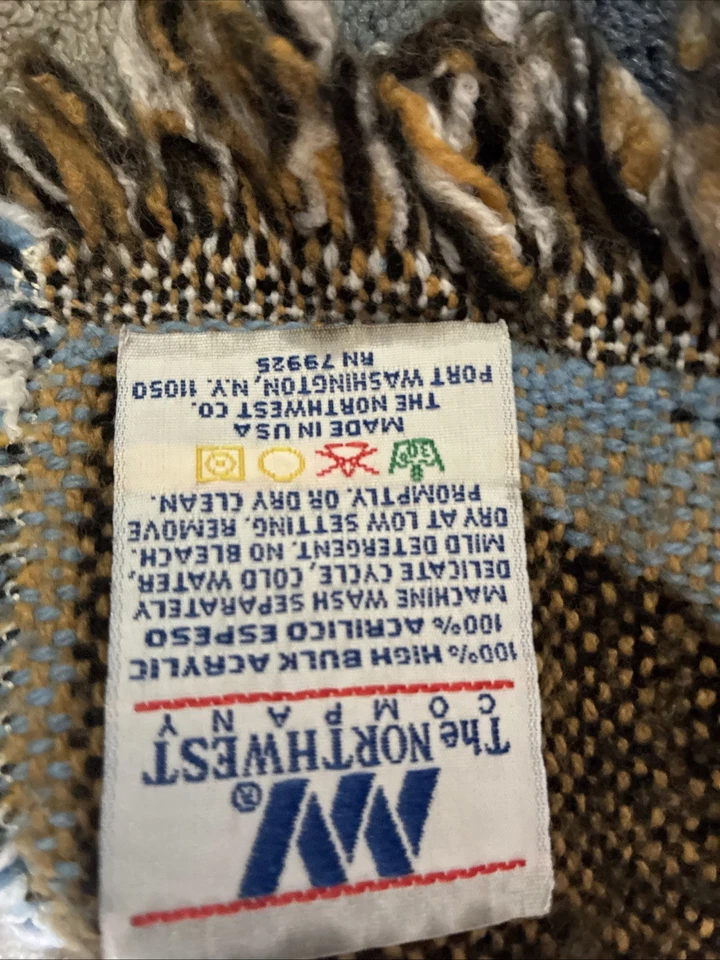 NW®
The NORTHWEST
COMPANY
100% HIGH BULK ACRYLIC
100% ACRILICO ESPESO
MACHINE WASH SEPARATELY
DELICATE CYCLE, COLD WATER,
MILD DETERGENT. NO BLEACH.
DRY AT LOW SETTING. REMOVE
PROMPTLY. OR DRY CLEAN.
30°
MADE IN USA
THE NORTHWEST CO.
PORT WASHINGTON, N.Y. 11050
RN 79925